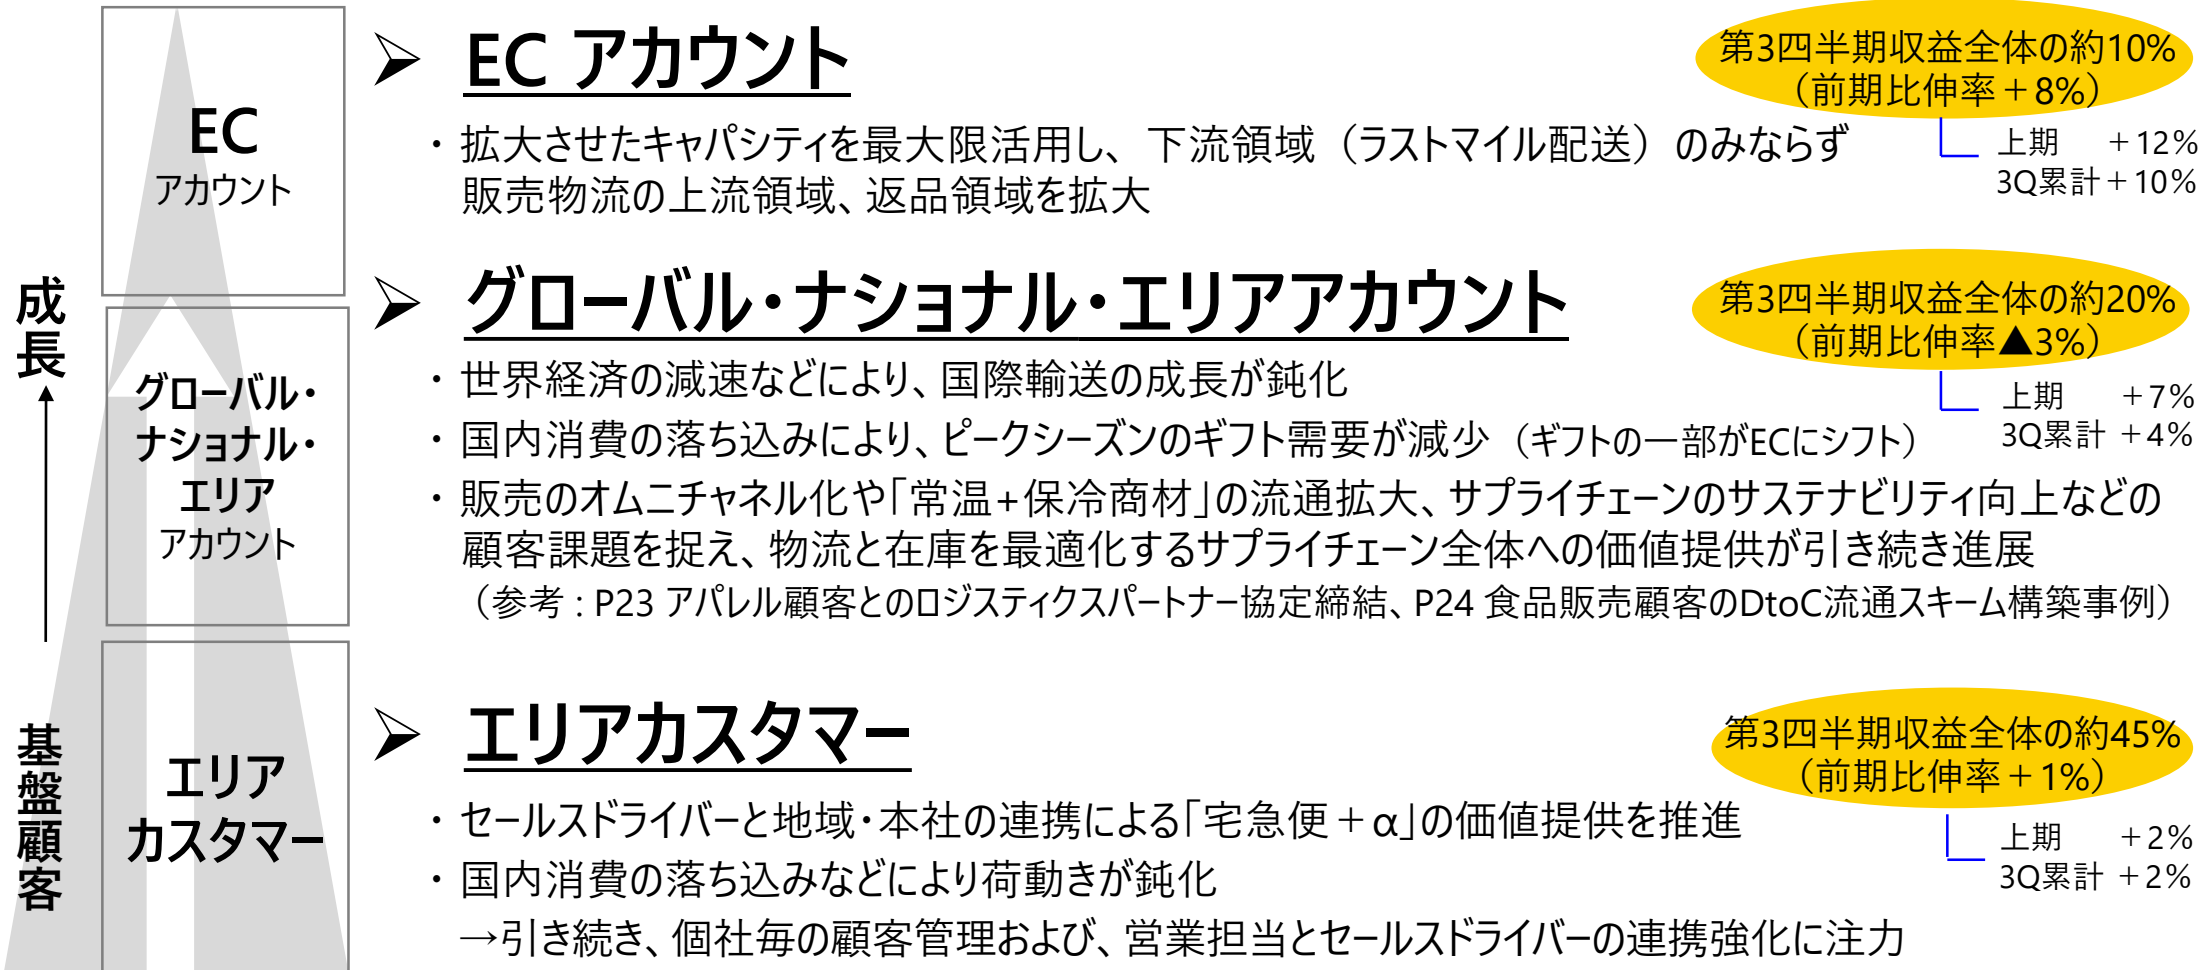 成長
基盤顧客
EC
アカウント
グローバル・
ナショナル・
エリア
アカウント
エリア
カスタマー
➢ EC アカウント
第3四半期収益全体の約10%
（前期比伸率＋8%）
上期 ＋12%
3Q累計＋10%
・拡大させたキャパシティを最大限活用し、下流領域（ラストマイル配送）のみならず
販売物流の上流領域、返品領域を拡大
➢ グローバル・ナショナル・エリアアカウント
第3四半期収益全体の約20%
（前期比伸率▲3%）
上期 ＋7%
3Q累計 ＋4%
・世界経済の減速などにより、国際輸送の成長が鈍化
・国内消費の落ち込みにより、ピークシーズンのギフト需要が減少（ギフトの一部がECにシフト）
・販売のオムニチャネル化や「常温+保冷商材」の流通拡大、サプライチェーンのサステナビリティ向上などの
顧客課題を捉え、物流と在庫を最適化するサプライチェーン全体への価値提供が引き続き進展
（参考 : P23 アパレル顧客とのロジスティクスパートナー協定締結、P24 食品販売顧客のDtoC流通スキーム構築事例）
➢ エリアカスタマー
第3四半期収益全体の約45%
（前期比伸率＋1%）
上期 ＋2%
3Q累計 ＋2%
・セールスドライバーと地域・本社の連携による「宅急便＋α」の価値提供を推進
・国内消費の落ち込みなどにより荷動きが鈍化
→引き続き、個社毎の顧客管理および、営業担当とセールスドライバーの連携強化に注力